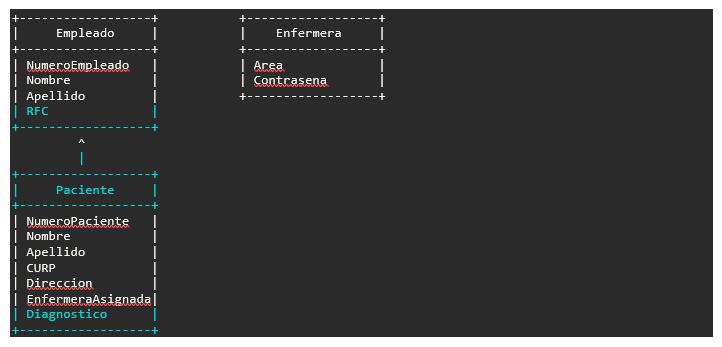 +------------------+            +------------------+
|     Empleado     |            |    Enfermera     |
+------------------+            +------------------+
| NumeroEmpleado   |            | Area             |
| Nombre           |            | Contrasena       |
| Apellido         |            +------------------+
| RFC              |
+------------------+
         ^
         |
+------------------+
|     Paciente     |
+------------------+
| NumeroPaciente   |
| Nombre           |
| Apellido         |
| CURP             |
| Direccion        |
| EnfermeraAsignada|
| Diagnostico      |
+------------------+